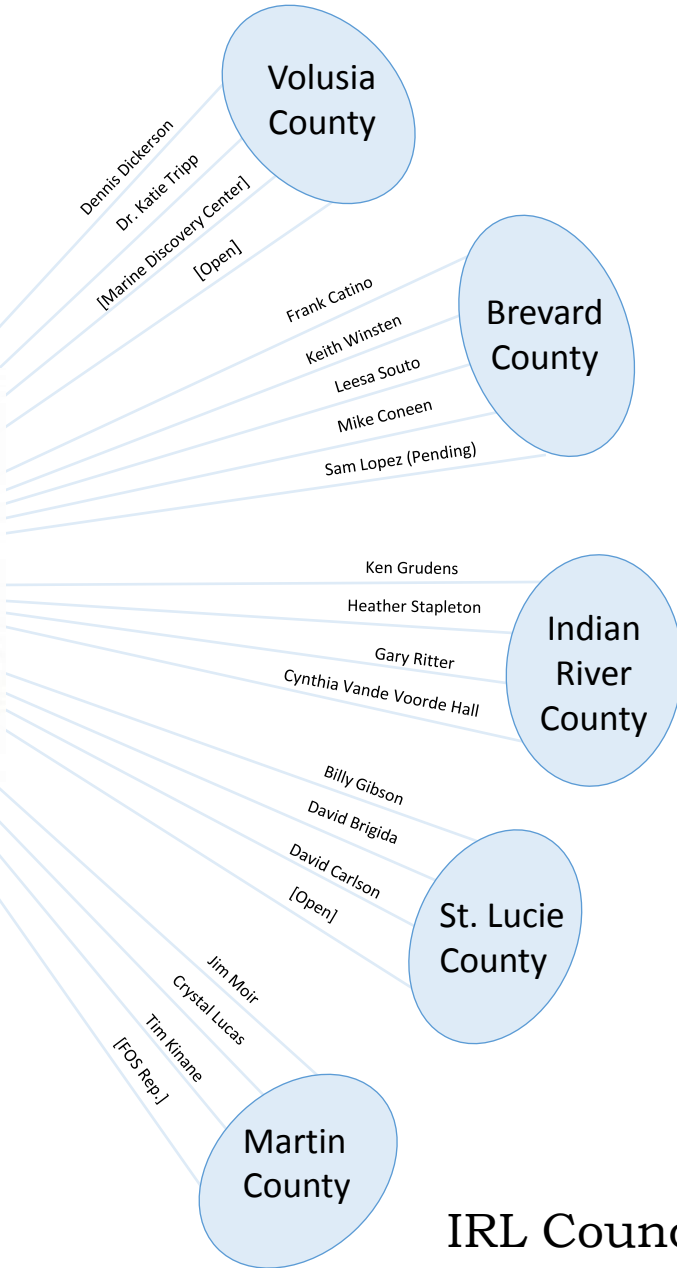 Volusia
County
Dennis Dickerson
Dr. Katie Tripp
[Marine Discovery Center]
[Open]
Brevard
County
Frank Catino
Keith Winsten
Leesa Souto
Mike Coneen
Sam Lopez (Pending)
Indian
River
County
Ken Grudens
Heather Stapleton
Gary Ritter
Cynthia Vande Voorde Hall
St. Lucie
County
Billy Gibson
David Brigida
David Carlson
[Open]
Martin
County
Jim Moir
Crystal Lucas
Tim Kinane
[FOS Rep.]
IRL Counc